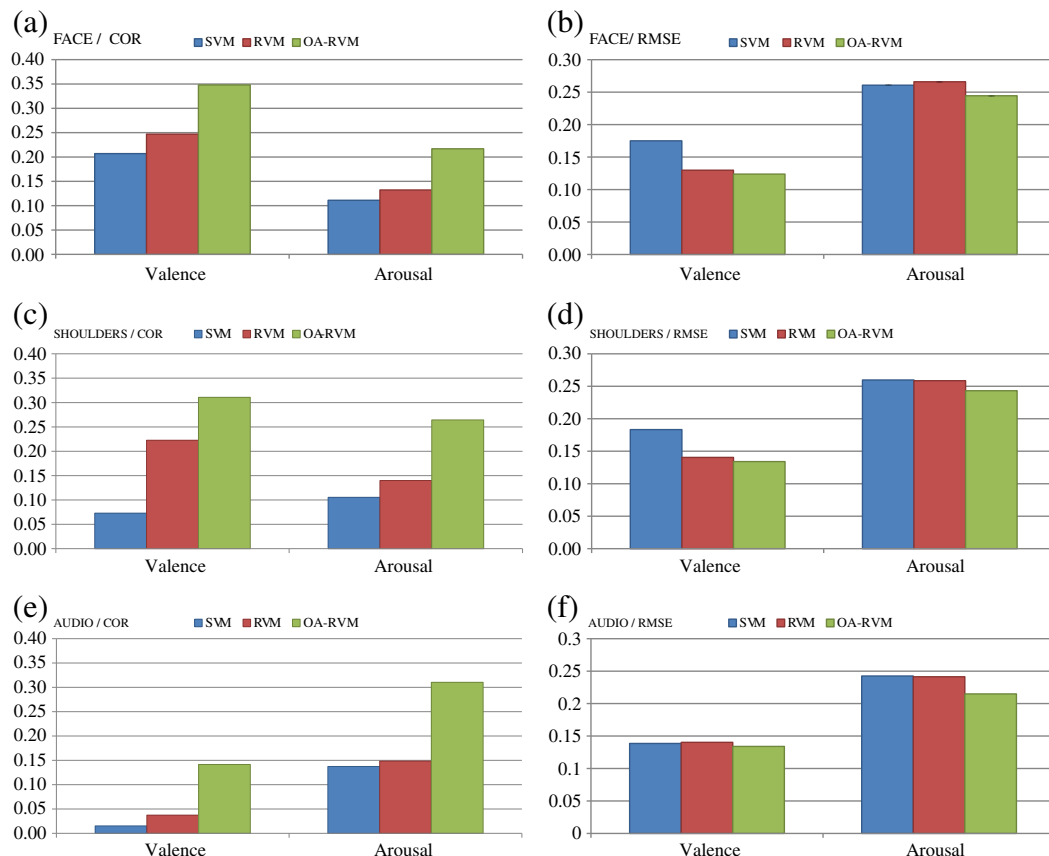 (a)
FACE / COR
SVM RVM OA-RVM
0.40
0.35
0.30
0.25
0.20
0.15
0.10
0.05
0.00
Valence Arousal
(b)
FACE/ RMSE
SVM RVM OA-RVM
0.30
0.25
0.20
0.15
0.10
0.05
0.00
Valence Arousal
(c)
SHOULDERS / COR
SVM RVM OA-RVM
0.40
0.35
0.30
0.25
0.20
0.15
0.10
0.05
0.00
Valence Arousal
(d)
SHOULDERS / RMSE
SVM RVM OA-RVM
0.30
0.25
0.20
0.15
0.10
0.05
0.00
Valence Arousal
(e)
AUDIO / COR
SVM RVM OA-RVM
0.40
0.35
0.30
0.25
0.20
0.15
0.10
0.05
0.00
Valence Arousal
(f)
AUDIO / RMSE
SVM RVM OA-RVM
0.3
0.25
0.2
0.15
0.1
0.05
0
Valence Arousal